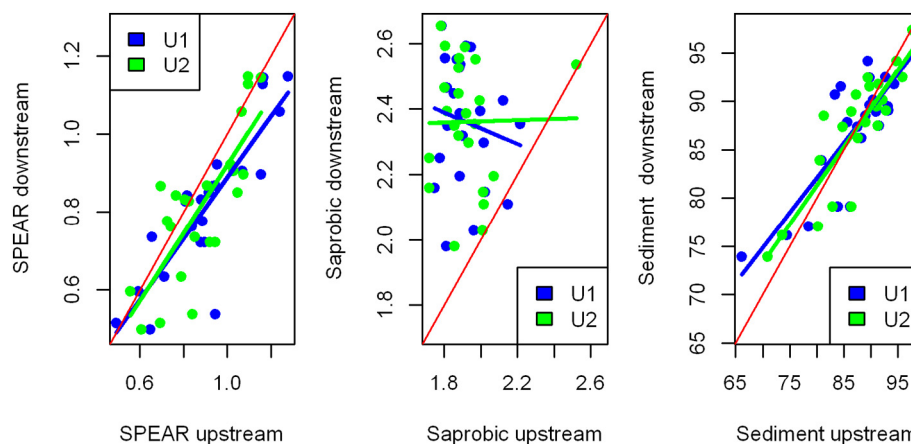 SPEAR downstream
0.6 0.8 1.0 1.2
U1
U2
0.6 1.0
SPEAR upstream
Saprobic downstream
1.8 2.0 2.2 2.4 2.6
U1
U2
1.8 2.2 2.6
Saprobic upstream
Sediment downstream
65 70 75 80 85 90 95
U1
U2
65 75 85 95
Sediment upstream